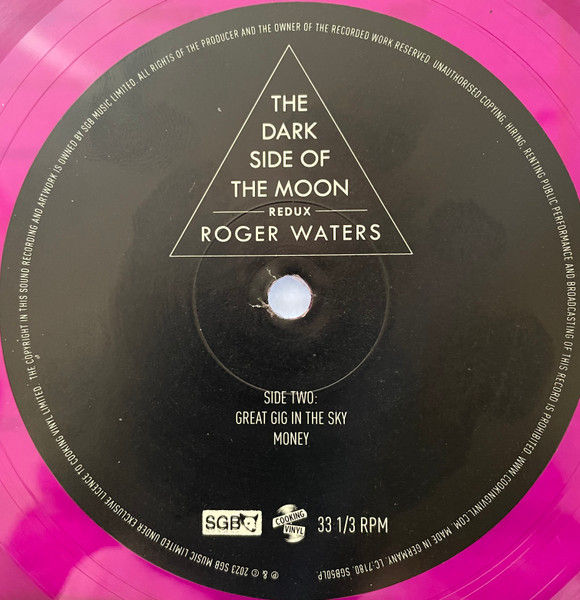 THE
DARK
SIDE OF
THE MOON
REDUX
ROGER WATERS
SIDE TWO:
GREAT GIG IN THE SKY
MONEY
SGB
COOKING
VINYL
33 1/3 RPM
℗ & © 2023 SGB MUSIC LIMITED UNDER EXCLUSIVE LICENCE TO COOKING VINYL LIMITED. THE COPYRIGHT IN THIS SOUND RECORDING AND ARTWORK IS OWNED BY SGB MUSIC LIMITED. ALL RIGHTS OF THE PRODUCER AND THE OWNER OF THE RECORDED WORK RESERVED. UNAUTHORISED COPYING, HIRING, RENTING PUBLIC PERFORMANCE AND BROADCASTING OF THIS RECORD IS PROHIBITED. WWW.COOKINGVINYL.COM. MADE IN GERMANY. LC:7180. SGB50LP.